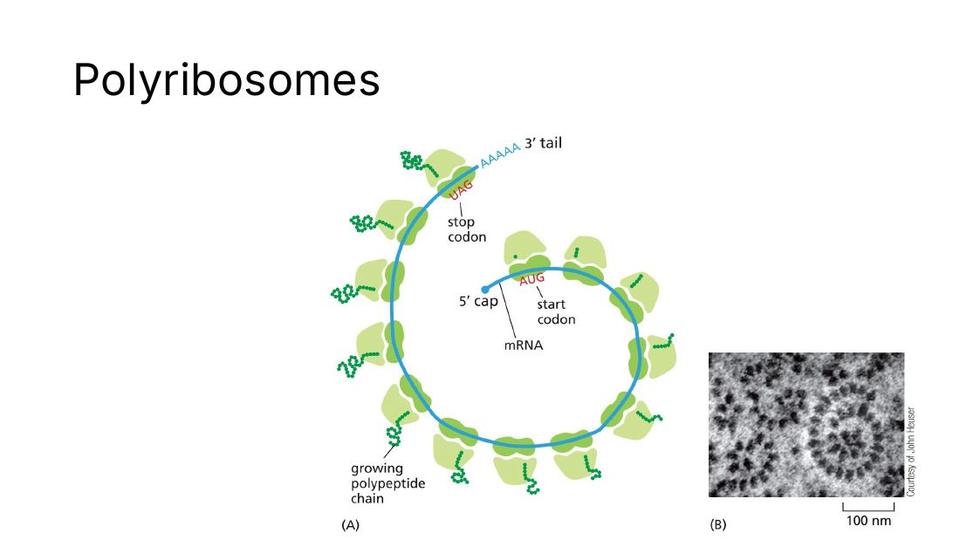 Polyribosomes
AAAAA 3′ tail
UAG
stop
codon
AUG
5′ cap
start
codon
mRNA
growing
polypeptide
chain
(A)
(B)
100 nm
Courtesy of John Heuser